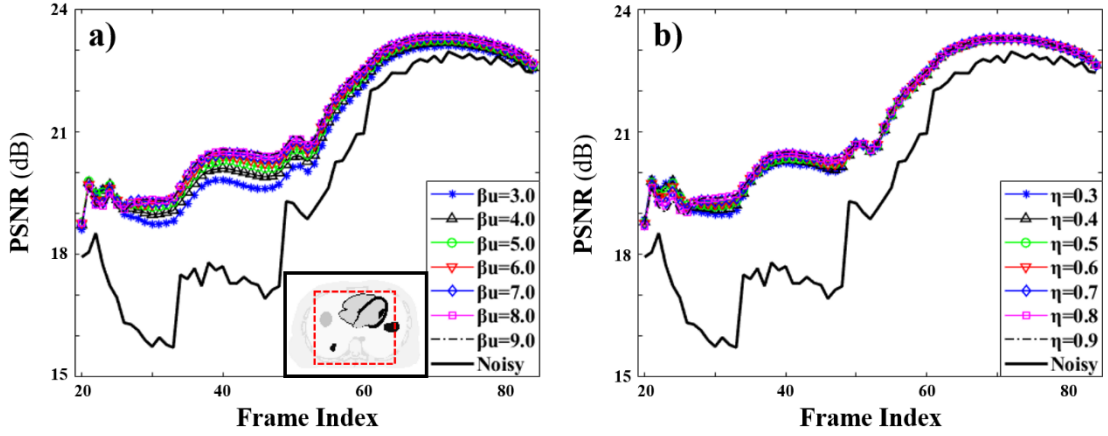 a)
24
21
18
15
PSNR (dB)
20
40
60
80
Frame Index
βu=3.0
βu=4.0
βu=5.0
βu=6.0
βu=7.0
βu=8.0
βu=9.0
Noisy
b)
24
21
18
15
PSNR (dB)
20
40
60
80
Frame Index
η=0.3
η=0.4
η=0.5
η=0.6
η=0.7
η=0.8
η=0.9
Noisy